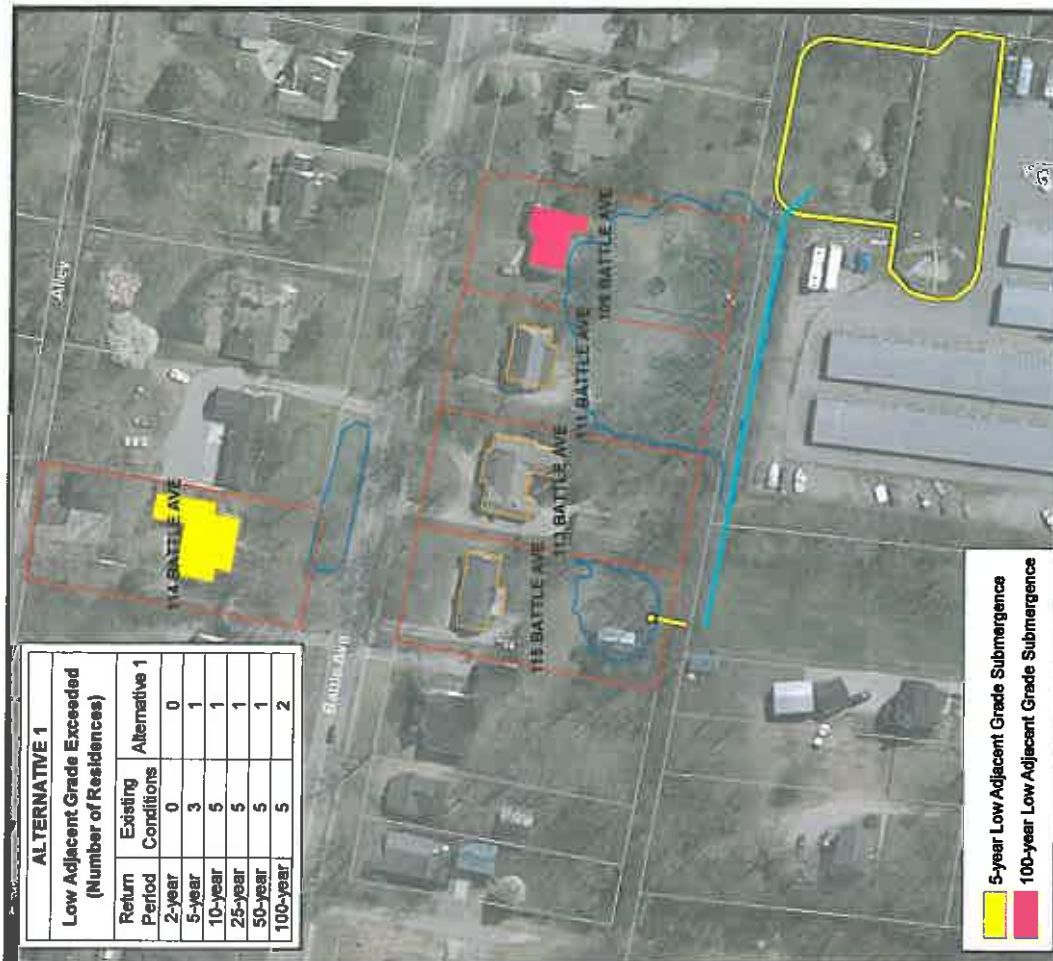 ALTERNATIVE 1
Low Adjacent Grade Exceeded
(Number of Residences)
Return Period Existing Conditions Alternative 1
2-year 0 0
5-year 3 1
10-year 5 1
25-year 5 1
50-year 5 1
100-year 5 2
Alley
114 BATTLE AVE
Battle Ave
109 BATTLE AVE
111 BATTLE AVE
113 BATTLE AVE
115 BATTLE AVE
5-year Low Adjacent Grade Submergence
100-year Low Adjacent Grade Submergence